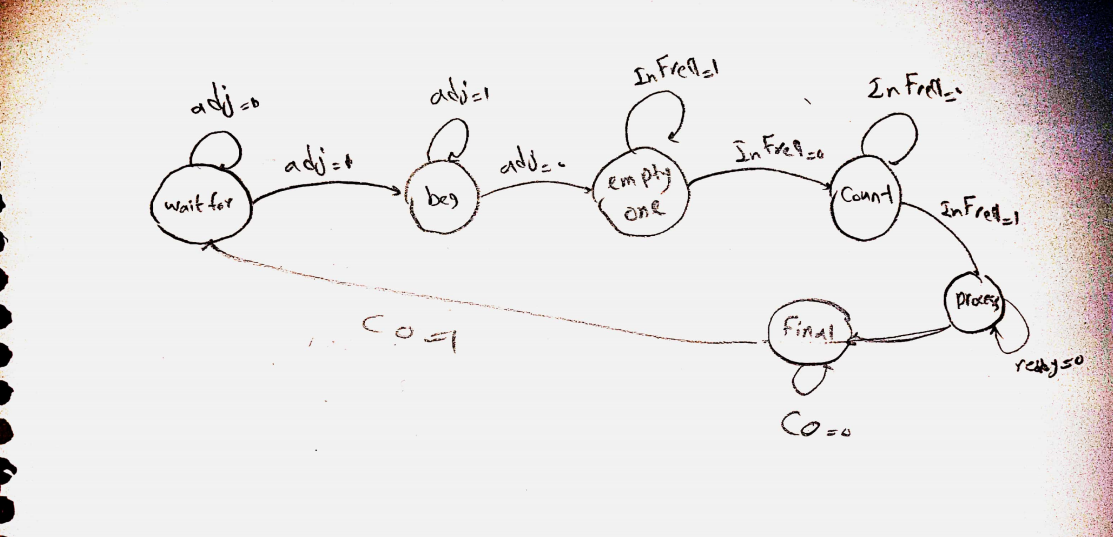 adj=0
adj=1
InFreq=1
InFreq=0
adj=1
adj=0
InFreq=0
wait for
beg
empty
one
Count
InFreq=1
process
Final
ready=0
Co=1
Co=0